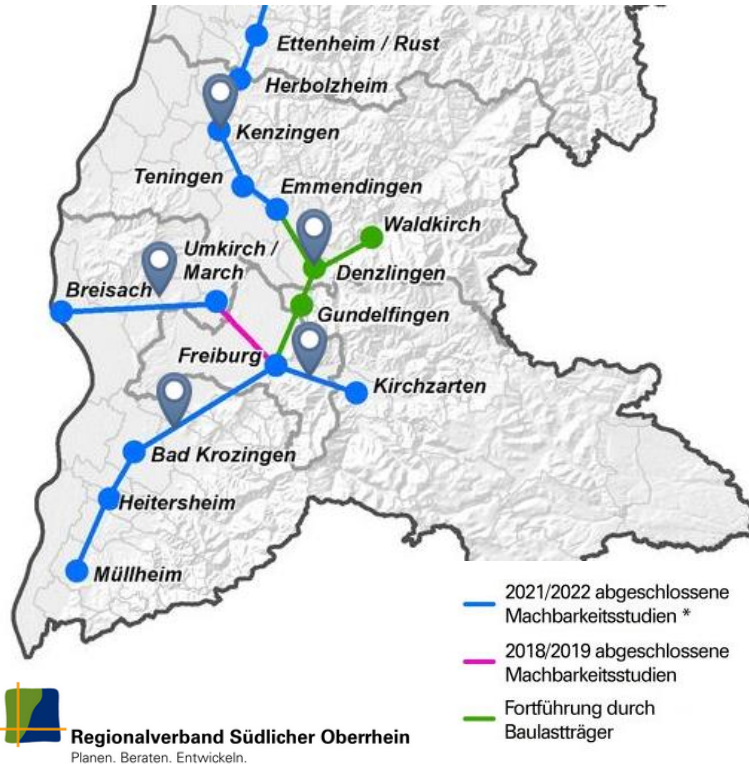 Ettenheim / Rust
Herbolzheim
Kenzingen
Teningen
Emmendingen
Waldkirch
Umkirch /
March
Denzlingen
Breisach
Gundelfingen
Freiburg
Kirchzarten
Bad Krozingen
Heitersheim
Müllheim
2021/2022 abgeschlossene
Machbarkeitsstudien *
2018/2019 abgeschlossene
Machbarkeitsstudien
Fortführung durch
Baulastträger
Regionalverband Südlicher Oberrhein
Planen. Beraten. Entwickeln.